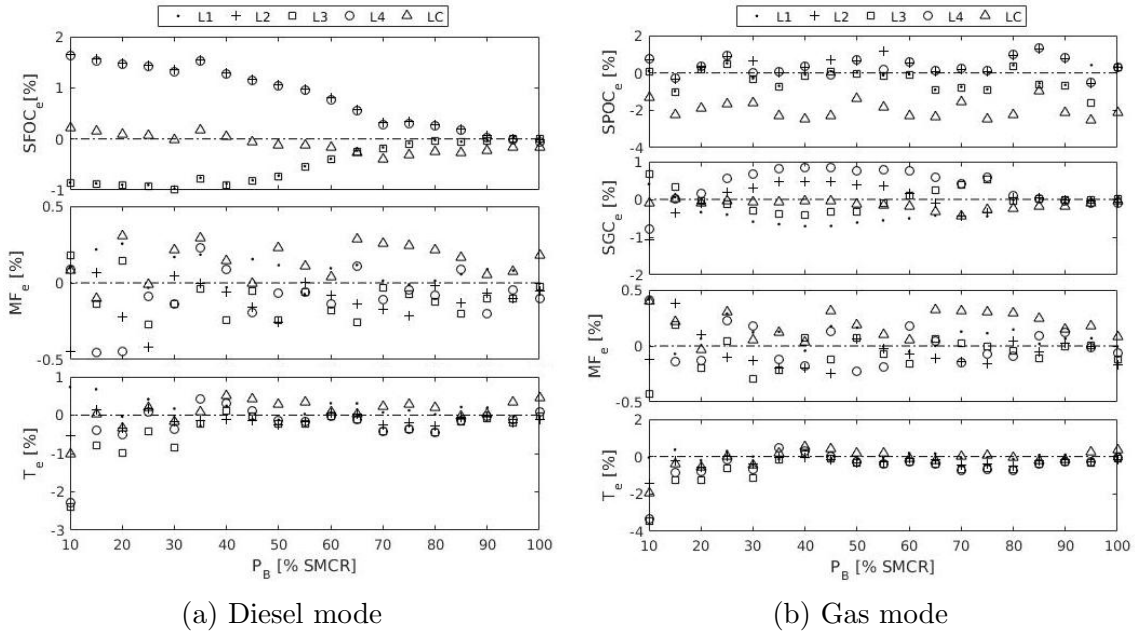 L1 L2 L3 L4 LC
SFOC_e [%]
2
1
0
-1
MF_e [%]
0.5
0
-0.5
T_e [%]
1
0
-1
-2
-3
10 20 30 40 50 60 70 80 90 100
P_B [% SMCR]
(a) Diesel mode
L1 L2 L3 L4 LC
SPOC_e [%]
2
0
-2
-4
SGC_e [%]
1
0
-1
-2
MF_e [%]
0.5
0
-0.5
T_e [%]
2
0
-2
-4
10 20 30 40 50 60 70 80 90 100
P_B [% SMCR]
(b) Gas mode